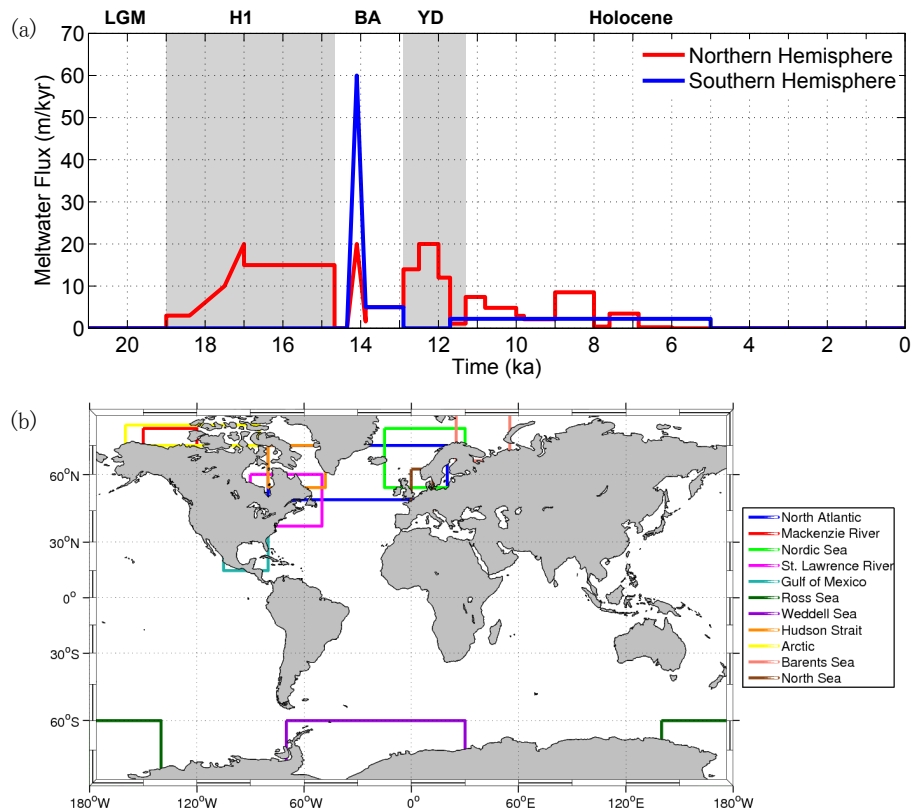 LGM H1 BA YD Holocene
(a)
70
60
50
40
30
20
10
0
Meltwater Flux (m/kyr)
Northern Hemisphere
Southern Hemisphere
20 18 16 14 12 10 8 6 4 2 0
Time (ka)
(b)
60°N
30°N
0°
30°S
60°S
180°W 120°W 60°W 0° 60°E 120°E 180°W
North Atlantic
Mackenzie River
Nordic Sea
St. Lawrence River
Gulf of Mexico
Ross Sea
Weddell Sea
Hudson Strait
Arctic
Barents Sea
North Sea